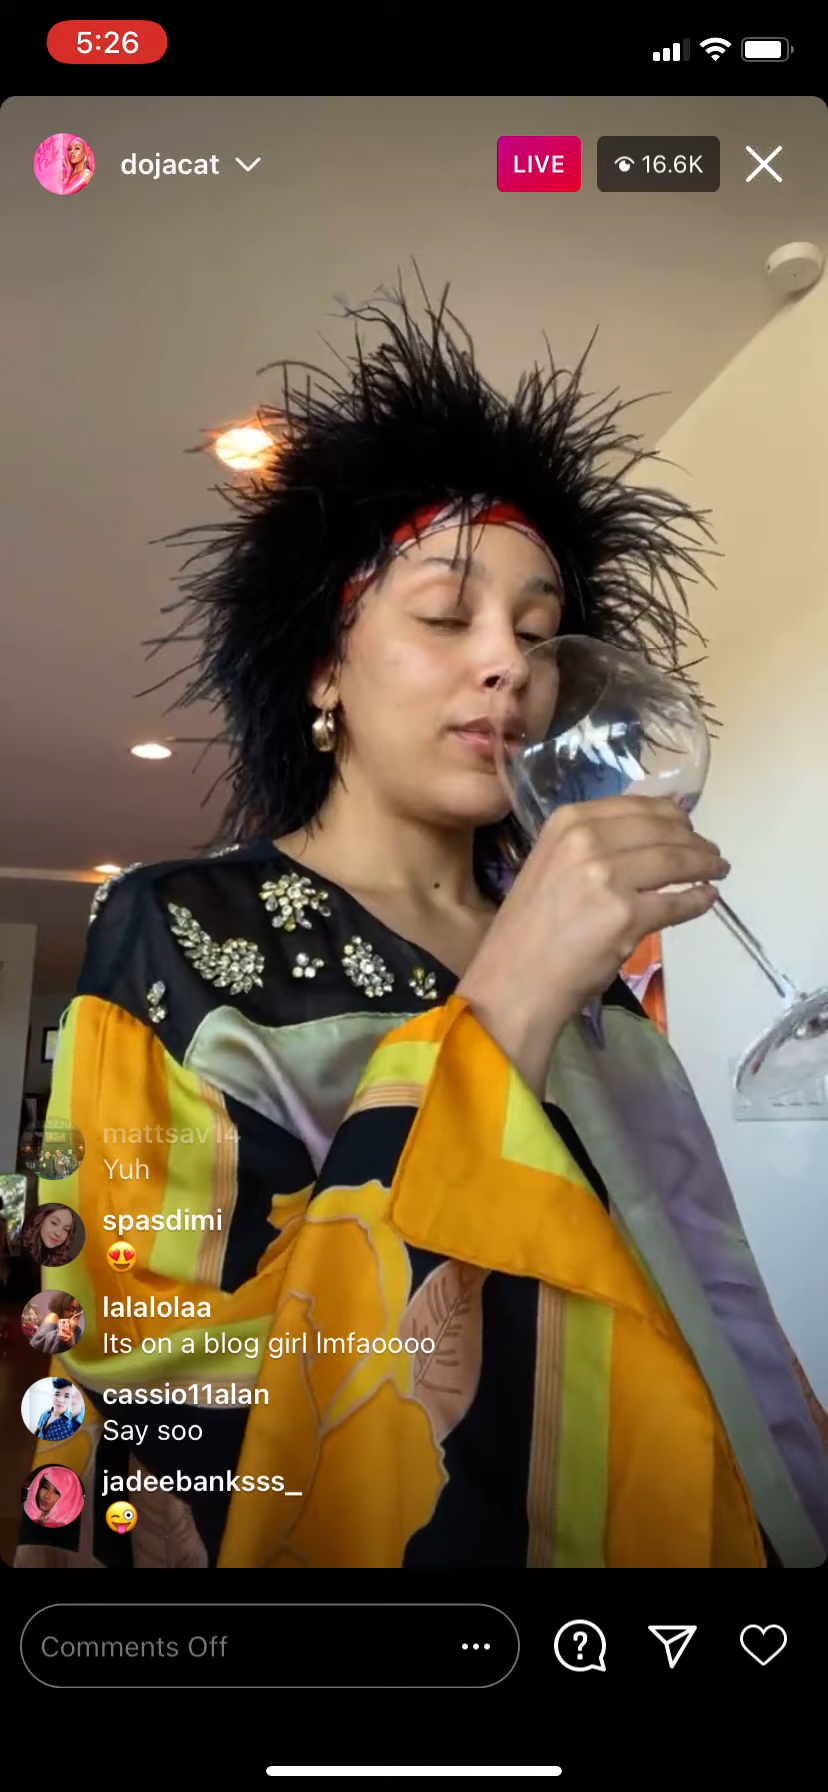 5:26
dojacat
LIVE
16.6K
mattsav14
Yuh
spasdimi
😍
lalalolaa
Its on a blog girl lmfaoooo
cassio11alan
Say soo
jadeebanksss_
😜
Comments Off